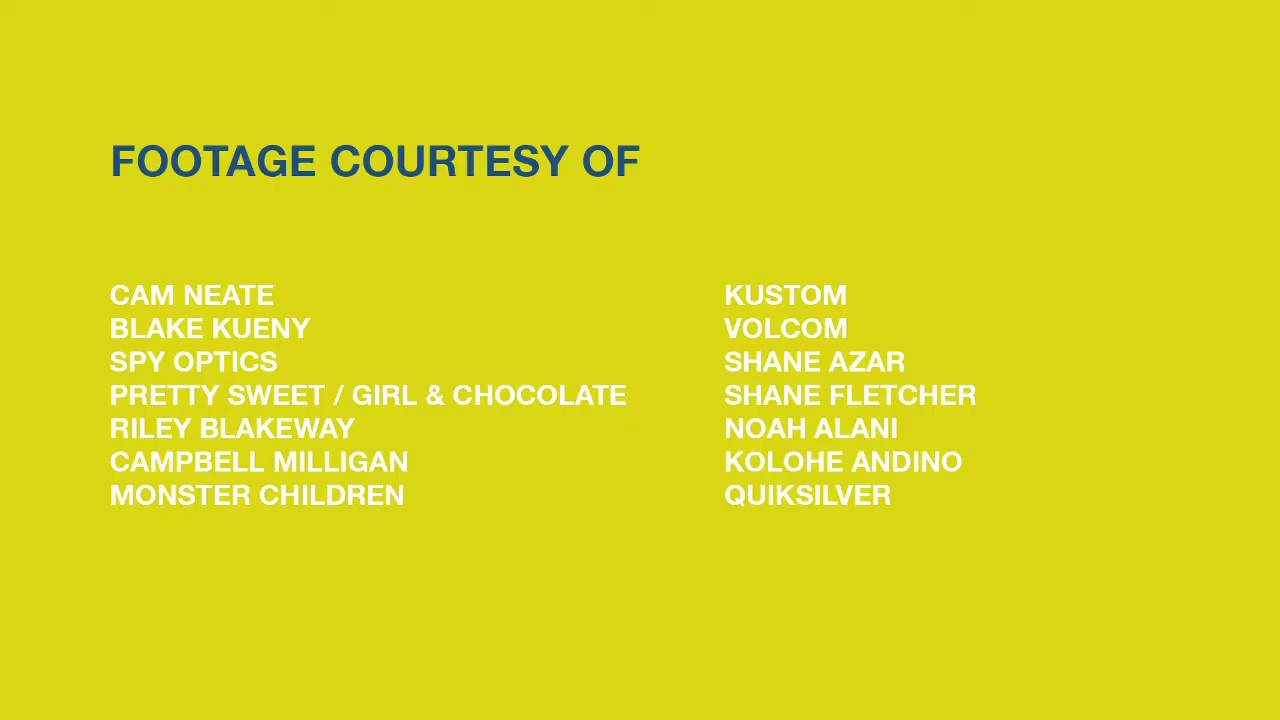 FOOTAGE COURTESY OF
CAM NEATE
BLAKE KUENY
SPY OPTICS
PRETTY SWEET / GIRL & CHOCOLATE
RILEY BLAKEWAY
CAMPBELL MILLIGAN
MONSTER CHILDREN
KUSTOM
VOLCOM
SHANE AZAR
SHANE FLETCHER
NOAH ALANI
KOLOHE ANDINO
QUIKSILVER